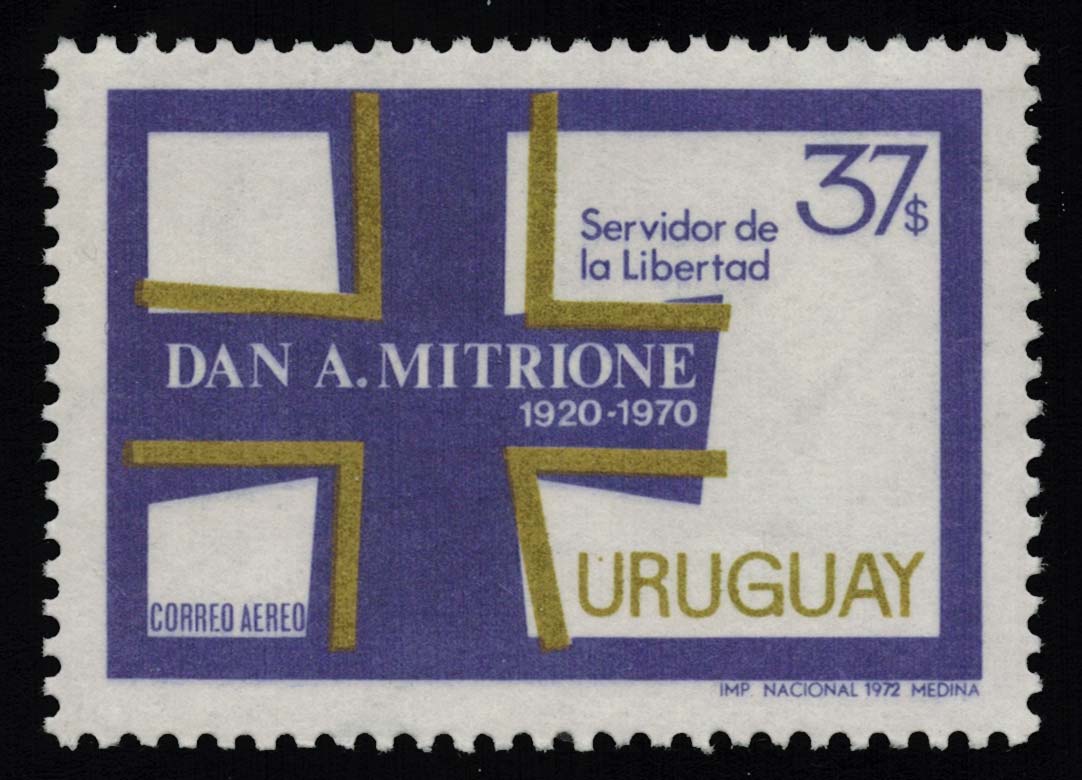 37$
Servidor de
la Libertad
DAN A. MITRIONE
1920-1970
URUGUAY
CORREO AEREO
IMP. NACIONAL 1972 MEDINA